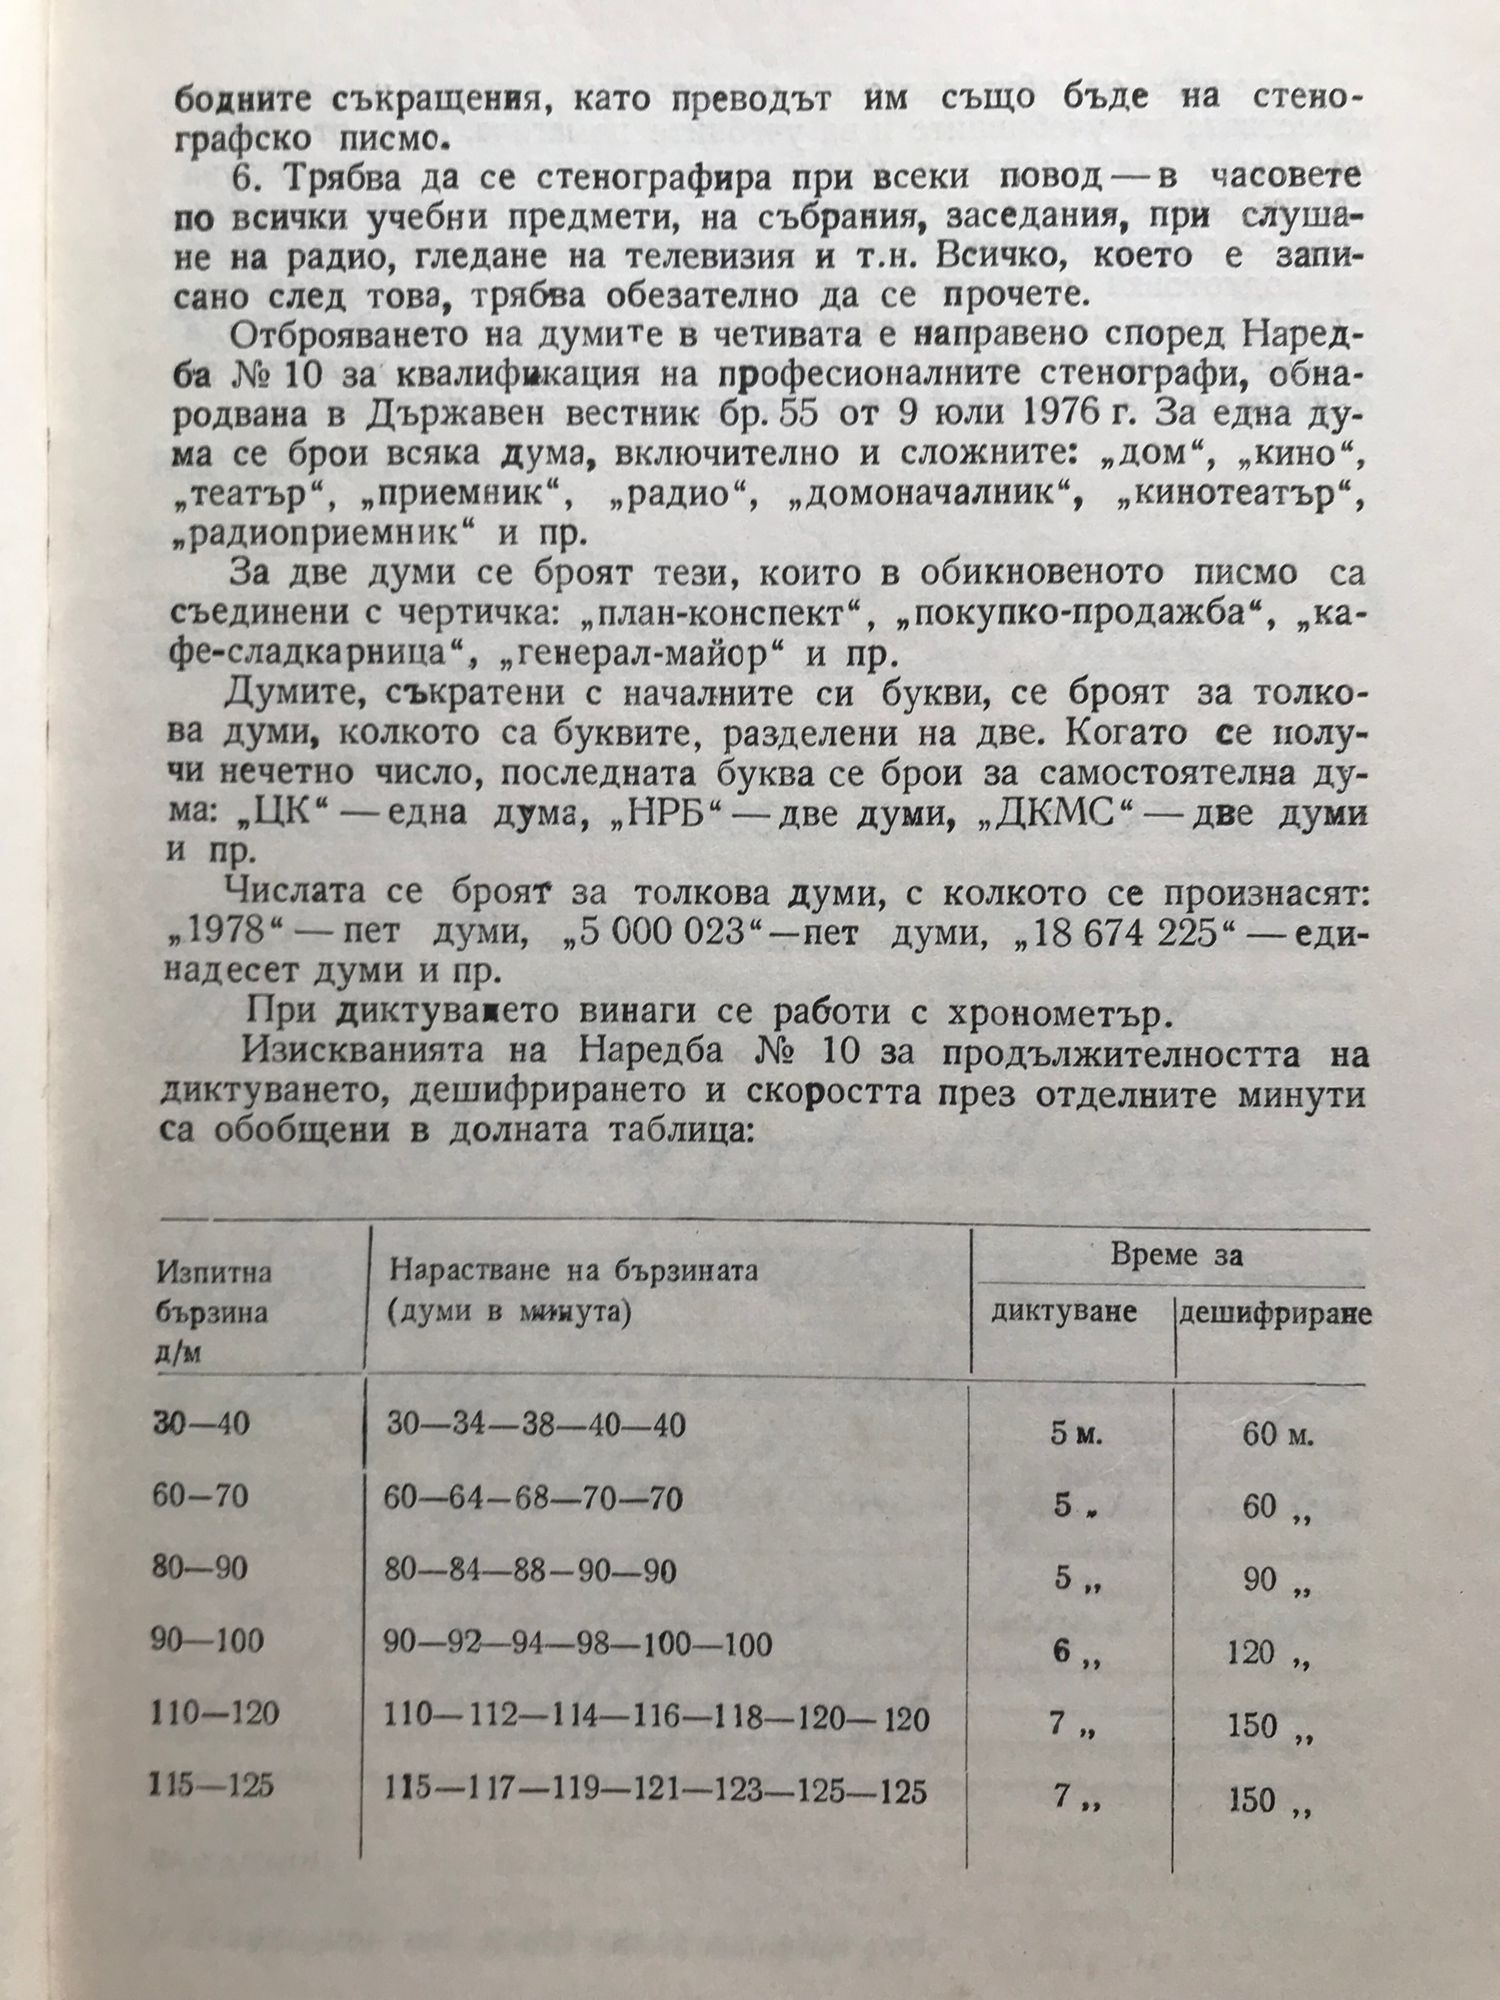 бодните съкращения, като преводът им също бъде на стено-
графско писмо.
6. Трябва да се стенографира при всеки повод — в часовете
по всички учебни предмети, на събрания, заседания, при слуша-
не на радио, гледане на телевизия и т.н. Всичко, което е запи-
сано след това, трябва обезателно да се прочете.
Отброяването на думите в четивата е направено според Наред-
ба № 10 за квалификация на професионалните стенографи, обна-
родвана в Държавен вестник бр. 55 от 9 юли 1976 г. За една ду-
ма се брои всяка дума, включително и сложните: „дом“, „кино“,
„театър“, „приемник“, „радио“, „домоначалник“, „кинотеатър“,
„радиоприемник“ и пр.
За две думи се броят тези, които в обикновеното писмо са
съединени с чертичка: „план-конспект“, „покупко-продажба“, „ка-
фе-сладкарница“, „генерал-майор“ и пр.
Думите, съкратени с началните си букви, се броят за толко-
ва думи, колкото са буквите, разделени на две. Когато се полу-
чи нечетно число, последната буква се брои за самостоятелна ду-
ма: „ЦК“ — една дума, „НРБ“ — две думи, „ДКМС“ — две думи
и пр.
Числата се броят за толкова думи, с колкото се произнасят:
„1978“ — пет думи, „5 000 023“—пет думи, „18 674 225“ — еди-
надесет думи и пр.
При диктуването винаги се работи с хронометър.
Изискванията на Наредба № 10 за продължителността на
диктуването, дешифрирането и скоростта през отделните минути
са обобщени в долната таблица:
Изпитна бързина д/м | Нарастване на бързината (думи в минута) | Време за
диктуване | дешифриране
30—40 | 30—34—38—40—40 | 5 м. | 60 м.
60—70 | 60—64—68—70—70 | 5 „ | 60 „
80—90 | 80—84—88—90—90 | 5 „ | 90 „
90—100 | 90—92—94—98—100—100 | 6 „ | 120 „
110—120 | 110—112—114—116—118—120—120 | 7 „ | 150 „
115—125 | 115—117—119—121—123—125—125 | 7 „ | 150 „